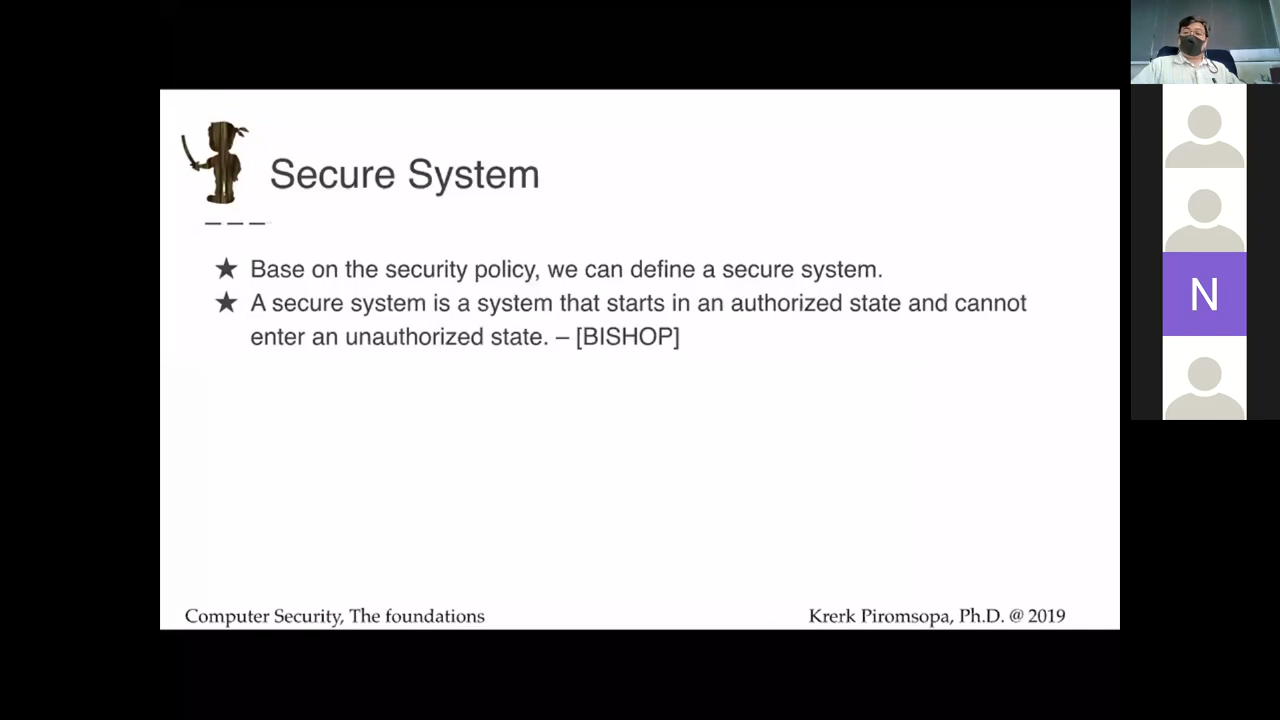 Secure System
★ Base on the security policy, we can define a secure system.
★ A secure system is a system that starts in an authorized state and cannot
enter an unauthorized state. – [BISHOP]
Computer Security, The foundations
Krerk Piromsopa, Ph.D. @ 2019
N